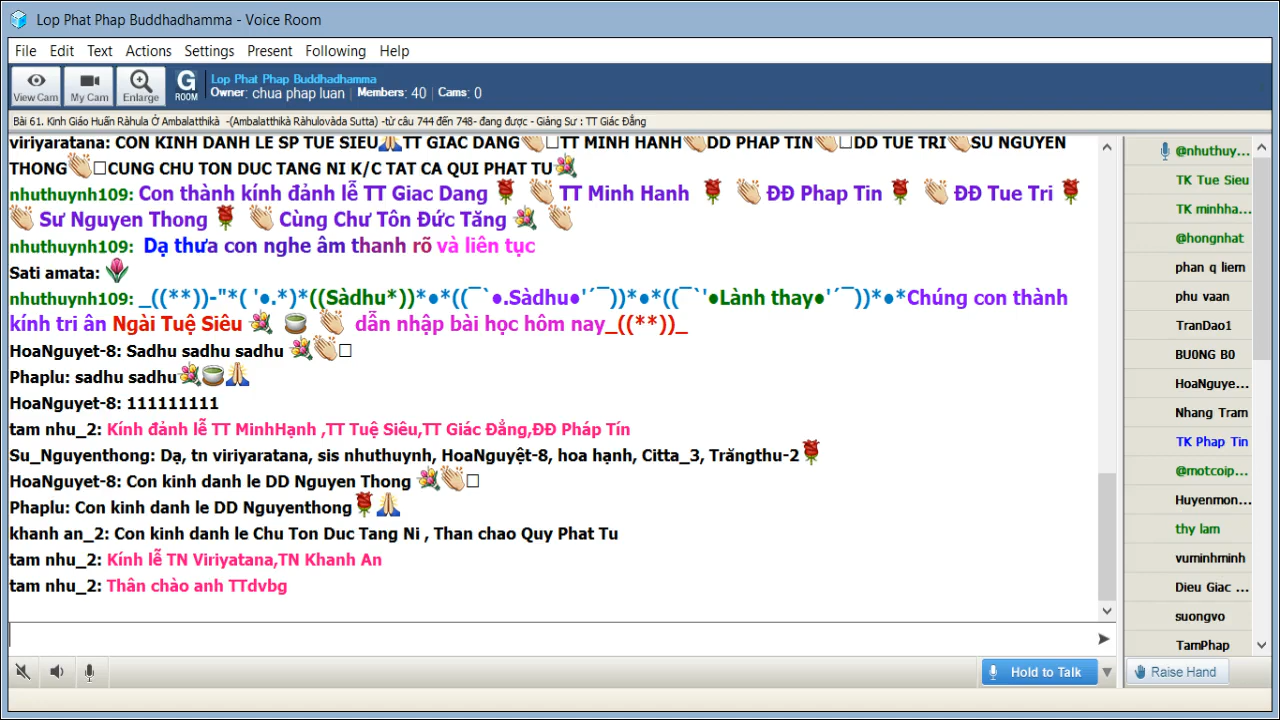 Lop Phat Phap Buddhadhamma - Voice Room
File Edit Text Actions Settings Present Following Help
View Cam My Cam Enlarge G ROOM
Lop Phat Phap Buddhadhamma
Owner: chua phap luan | Members: 40 | Cams: 0
Bài 61. Kinh Giáo Huấn Ràhula Ở Ambalatthikà -(Ambalatthikà Ràhulovàda Sutta) -từ câu 744 đến 748- đang được - Giảng Sư : TT Giác Đẳng
viriyaratana: CON KINH DANH LE SP TUE SIEU🙏TT GIAC DANG👏□TT MINH HANH👏□DD PHAP TIN👏□DD TUE TRI👏SU NGUYEN
THONG👏□CUNG CHU TON DUC TANG NI K/C TAT CA QUI PHAT TU💐
nhuthuynh109: Con thành kính đảnh lễ TT Giac Dang 🌹 👏 TT Minh Hanh 🌹 👏 ĐĐ Phap Tin 🌹 👏 ĐĐ Tue Tri 🌹
👏 Sư Nguyen Thong 🌹 👏 Cùng Chư Tôn Đức Tăng 💐 👏
nhuthuynh109: Dạ thưa con nghe âm thanh rõ và liên tục
Sati amata: 🌷
nhuthuynh109: _((**))-"*( '●.*)*((Sàdhu*))*●*((¯`●.Sàdhu●'´¯))*●*((¯`●Lành thay●'´¯))*●*Chúng con thành
kính tri ân Ngài Tuệ Siêu 💐 🍵 👏 dẫn nhập bài học hôm nay_((**))_
HoaNguyet-8: Sadhu sadhu sadhu 💐👏□
Phaplu: sadhu sadhu💐🍵🙏
HoaNguyet-8: 111111111
tam nhu_2: Kính đảnh lễ TT MinhHạnh ,TT Tuệ Siêu,TT Giác Đẳng,ĐĐ Pháp Tín
Su_Nguyenthong: Dạ, tn viriyaratana, sis nhuthuynh, HoaNguyệt-8, hoa hạnh, Citta_3, Trăngthu-2🌹
HoaNguyet-8: Con kinh danh le DD Nguyen Thong 💐👏□
Phaplu: Con kinh danh le DD Nguyenthong🌹🙏
khanh an_2: Con kinh danh le Chu Ton Duc Tang Ni , Than chao Quy Phat Tu
tam nhu_2: Kính lễ TN Viriyatana,TN Khanh An
tam nhu_2: Thân chào anh TTdvbg
@nhuthuy...
TK Tue Sieu
TK minhha...
@hongnhat
phan q liem
phu vaan
TranDao1
BU0NG B0
HoaNguye...
Nhang Tram
TK Phap Tin
@motcoip...
Huyenmon...
thy lam
vuminhminh
Dieu Giac ...
suongvo
TamPhap
Hold to Talk
Raise Hand